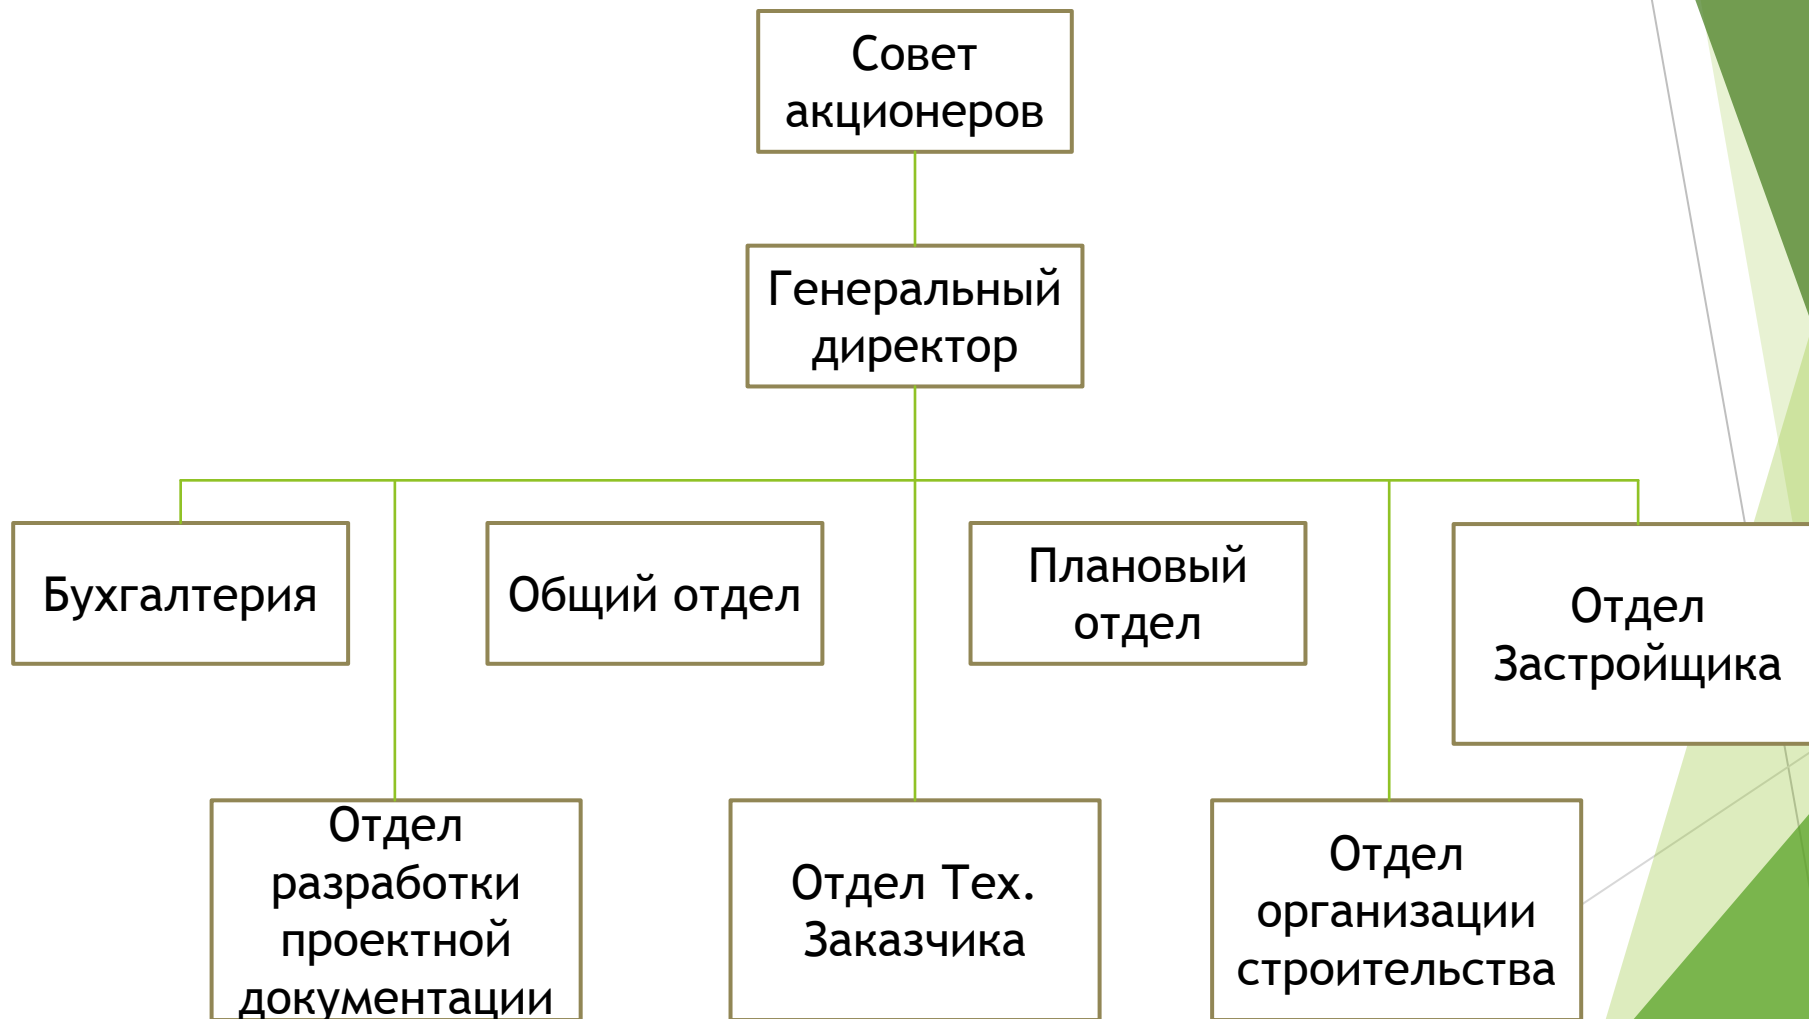 Совет
акционеров
Генеральный
директор
Бухгалтерия
Общий отдел
Плановый
отдел
Отдел
Застройщика
Отдел
разработки
проектной
документации
Отдел Тех.
Заказчика
Отдел
организации
строительства